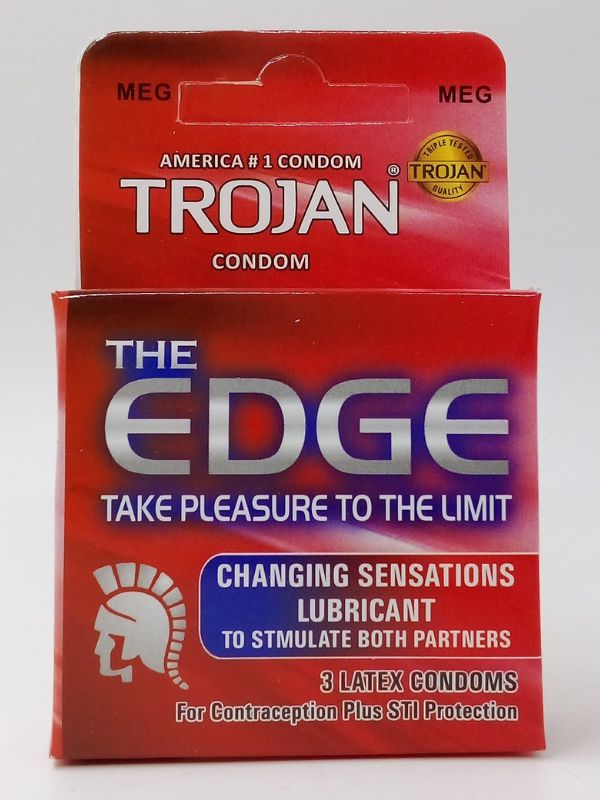 MEG MEG
AMERICA # 1 CONDOM
TROJAN®
TRIPLE TESTED
TROJAN
QUALITY
CONDOM
THE
EDGE
TAKE PLEASURE TO THE LIMIT
CHANGING SENSATIONS
LUBRICANT
TO STMULATE BOTH PARTNERS
3 LATEX CONDOMS
For Contraception Plus STI Protection